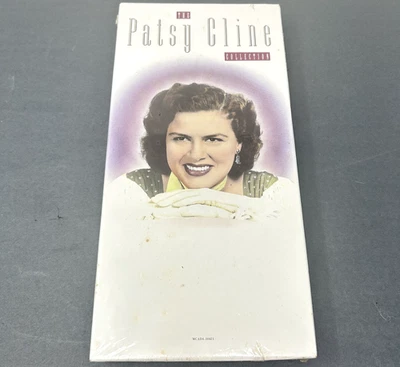 THE
Patsy Cline
COLLECTION